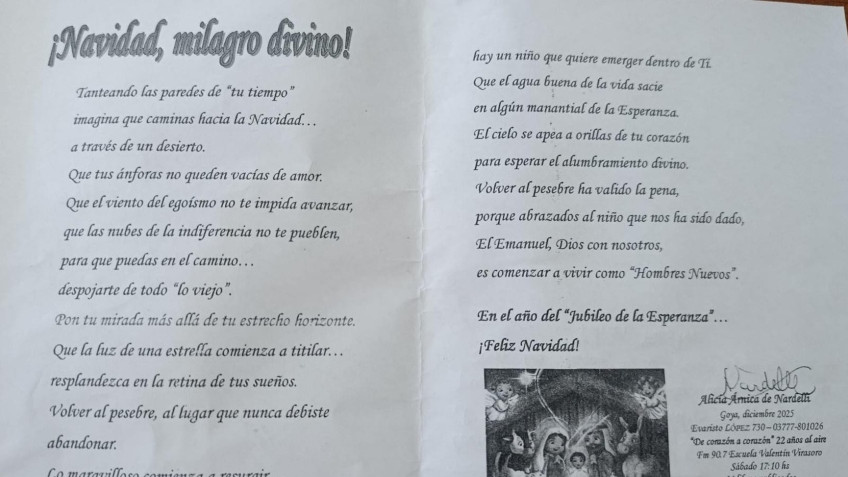 ¡Navidad, milagro divino!
Tanteando las paredes de “tu tiempo”
imagina que caminas hacia la Navidad…
a través de un desierto.
Que tus ánforas no queden vacías de amor.
Que el viento del egoísmo no te impida avanzar,
que las nubes de la indiferencia no te pueblen,
para que puedas en el camino…
despojarte de todo “lo viejo”.
Pon tu mirada más allá de tu estrecho horizonte.
Que la luz de una estrella comienza a titilar…
resplandezca en la retina de tus sueños.
Volver al pesebre, al lugar que nunca debiste
abandonar.
Lo maravilloso comienza a resurgir
hay un niño que quiere emerger dentro de Ti.
Que el agua buena de la vida sacie
en algún manantial de la Esperanza.
El cielo se apea a orillas de tu corazón
para esperar el alumbramiento divino.
Volver al pesebre ha valido la pena,
porque abrazados al niño que nos ha sido dado,
El Emanuel, Dios con nosotros,
es comenzar a vivir como “Hombres Nuevos”.
En el año del “Jubileo de la Esperanza”…
¡Feliz Navidad!
Nardelli
Alicia Arnica de Nardelli
Goya, diciembre 2025
Evaristo LÓPEZ 730 – 03777-801026
“De corazón a corazón” 22 años al aire
Fm 90.7 Escuela Valentín Virasoro
Sábado 17:10 hs